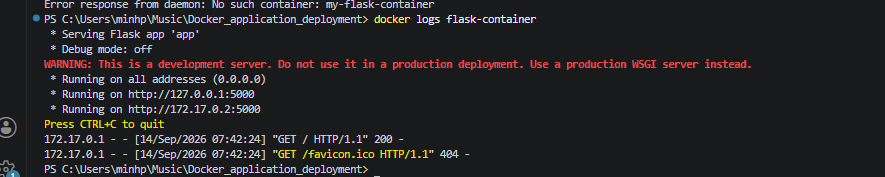 Error response from daemon: No such container: my-flask-container
PS C:\Users\minhp\Music\Docker_application_deployment> docker logs flask-container
 * Serving Flask app 'app'
 * Debug mode: off
WARNING: This is a development server. Do not use it in a production deployment. Use a production WSGI server instead.
 * Running on all addresses (0.0.0.0)
 * Running on http://127.0.0.1:5000
 * Running on http://172.17.0.2:5000
Press CTRL+C to quit
172.17.0.1 - - [14/Sep/2026 07:42:24] "GET / HTTP/1.1" 200 -
172.17.0.1 - - [14/Sep/2026 07:42:24] "GET /favicon.ico HTTP/1.1" 404 -
PS C:\Users\minhp\Music\Docker_application_deployment>
1